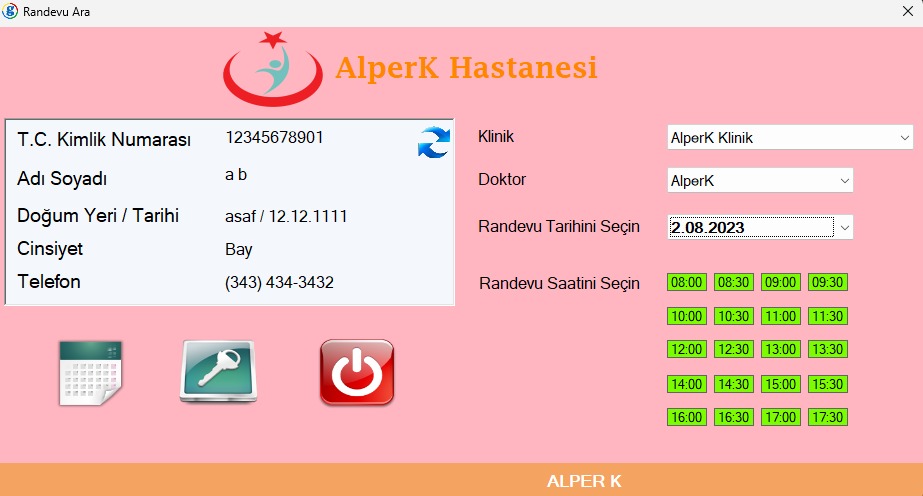 Randevu Ara
AlperK Hastanesi
T.C. Kimlik Numarası 12345678901
Adı Soyadı a b
Doğum Yeri / Tarihi asaf / 12.12.1111
Cinsiyet Bay
Telefon (343) 434-3432
Klinik AlperK Klinik
Doktor AlperK
Randevu Tarihini Seçin 2.08.2023
Randevu Saatini Seçin 08:00 08:30 09:00 09:30
10:00 10:30 11:00 11:30
12:00 12:30 13:00 13:30
14:00 14:30 15:00 15:30
16:00 16:30 17:00 17:30
ALPER K